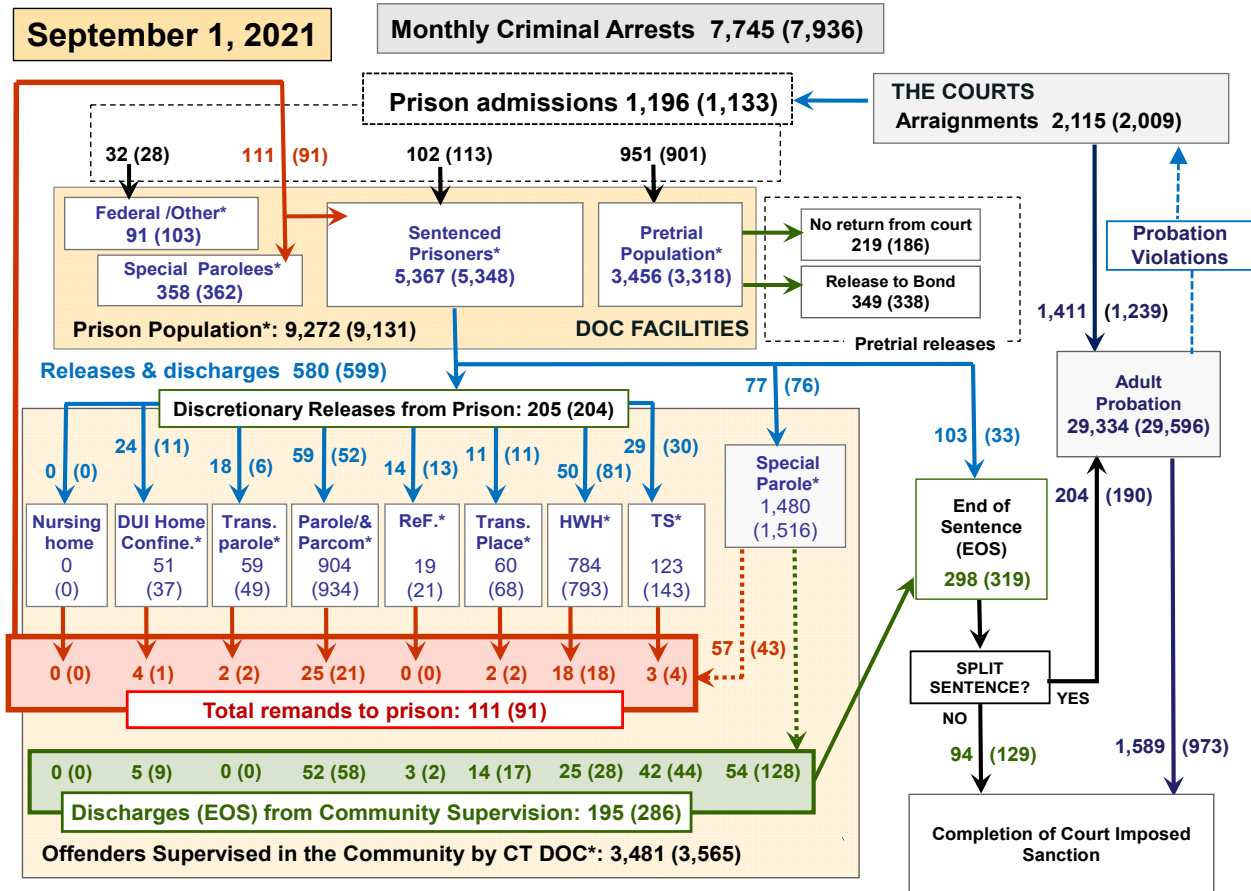 September 1, 2021
Monthly Criminal Arrests 7,745 (7,936)
Prison admissions 1,196 (1,133)
THE COURTS
Arraignments 2,115 (2,009)
32 (28)
111 (91)
102 (113)
951 (901)
Federal /Other*
91 (103)
Special Parolees*
358 (362)
Sentenced
Prisoners*
5,367 (5,348)
Pretrial
Population*
3,456 (3,318)
No return from court
219 (186)
Release to Bond
349 (338)
Pretrial releases
Probation
Violations
Prison Population*: 9,272 (9,131)
DOC FACILITIES
1,411 (1,239)
Releases & discharges 580 (599)
77 (76)
Adult
Probation
29,334 (29,596)
Discretionary Releases from Prison: 205 (204)
0 (0)
24 (11)
18 (6)
59 (52)
14 (13)
11 (11)
50 (81)
29 (30)
103 (33)
204 (190)
Nursing
home
0
(0)
DUI Home
Confine.*
51
(37)
Trans.
parole*
59
(49)
Parole/&
Parcom*
904
(934)
ReF.*
19
(21)
Trans.
Place*
60
(68)
HWH*
784
(793)
TS*
123
(143)
Special
Parole*
1,480
(1,516)
End of
Sentence
(EOS)
298 (319)
57 (43)
0 (0) 4 (1) 2 (2) 25 (21) 0 (0) 2 (2) 18 (18) 3 (4)
Total remands to prison: 111 (91)
SPLIT
SENTENCE?
YES
NO
94 (129)
1,589 (973)
0 (0) 5 (9) 0 (0) 52 (58) 3 (2) 14 (17) 25 (28) 42 (44) 54 (128)
Discharges (EOS) from Community Supervision: 195 (286)
Offenders Supervised in the Community by CT DOC*: 3,481 (3,565)
Completion of Court Imposed
Sanction